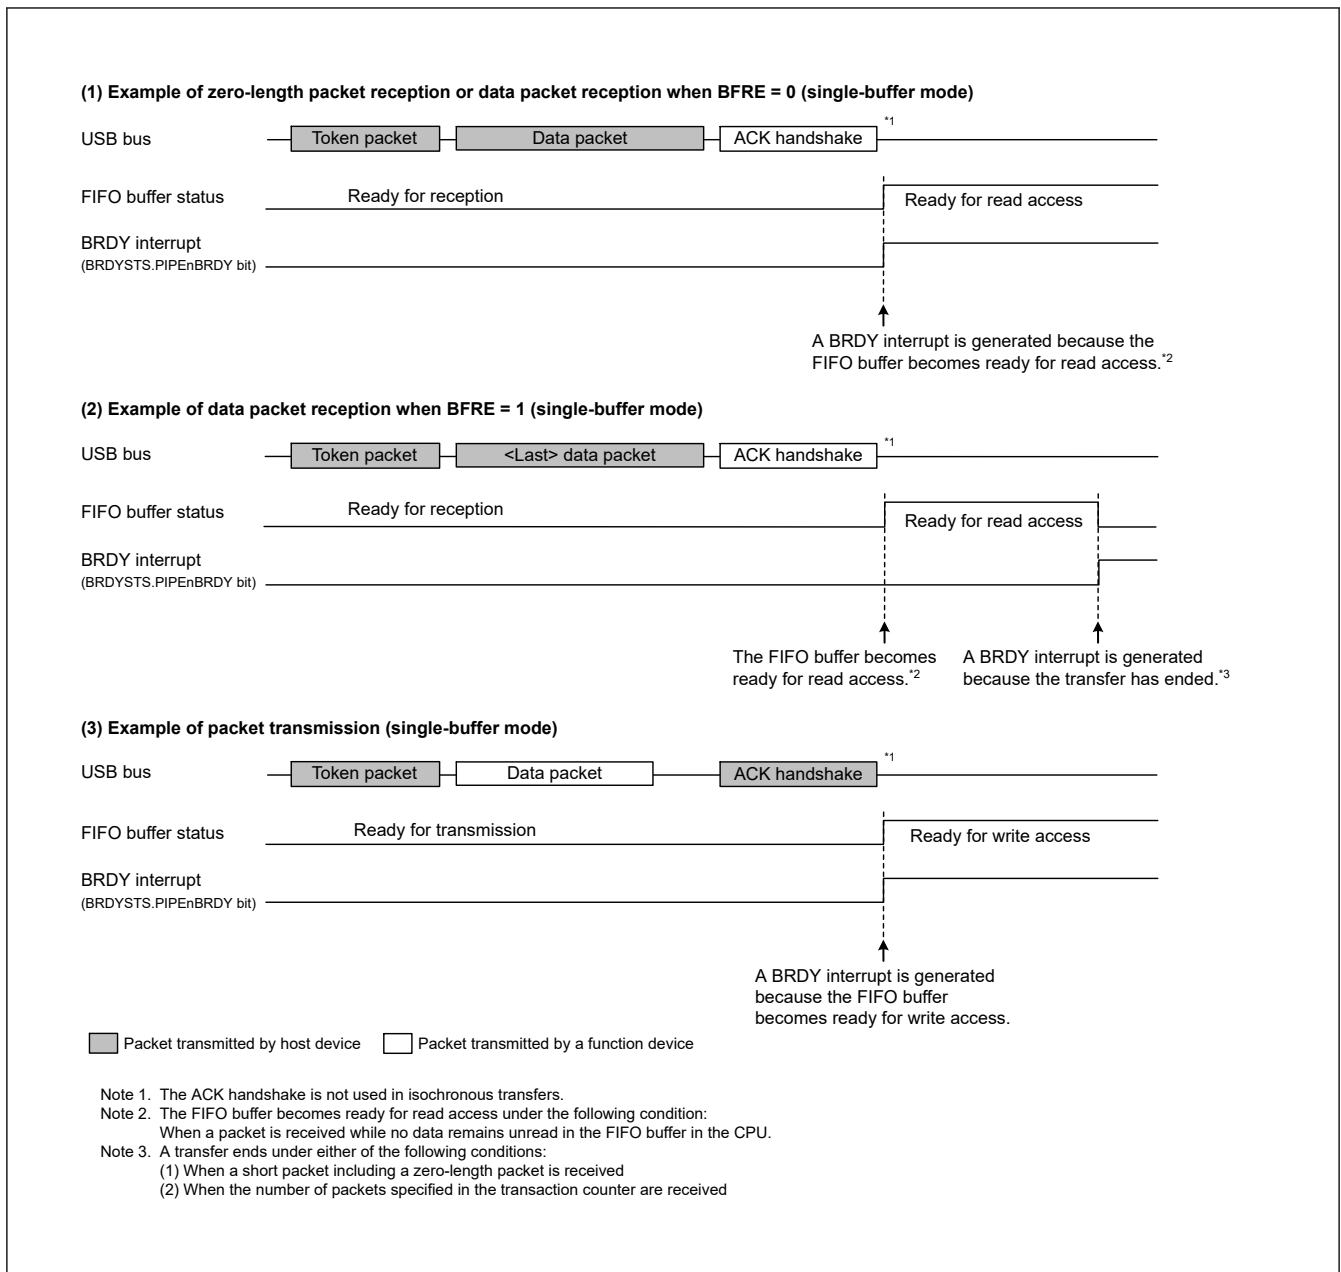 (1) Example of zero-length packet reception or data packet reception when BFRE = 0 (single-buffer mode)
USB bus
Token packet
Data packet
ACK handshake
*1
FIFO buffer status
Ready for reception
Ready for read access
BRDY interrupt
(BRDYSTS.PIPEnBRDY bit)
A BRDY interrupt is generated because the
FIFO buffer becomes ready for read access.*2
(2) Example of data packet reception when BFRE = 1 (single-buffer mode)
USB bus
Token packet
<Last> data packet
ACK handshake
*1
FIFO buffer status
Ready for reception
Ready for read access
BRDY interrupt
(BRDYSTS.PIPEnBRDY bit)
The FIFO buffer becomes
ready for read access.*2
A BRDY interrupt is generated
because the transfer has ended.*3
(3) Example of packet transmission (single-buffer mode)
USB bus
Token packet
Data packet
ACK handshake
*1
FIFO buffer status
Ready for transmission
Ready for write access
BRDY interrupt
(BRDYSTS.PIPEnBRDY bit)
A BRDY interrupt is generated
because the FIFO buffer
becomes ready for write access.
Packet transmitted by host device
Packet transmitted by a function device
Note 1. The ACK handshake is not used in isochronous transfers.
Note 2. The FIFO buffer becomes ready for read access under the following condition:
When a packet is received while no data remains unread in the FIFO buffer in the CPU.
Note 3. A transfer ends under either of the following conditions:
(1) When a short packet including a zero-length packet is received
(2) When the number of packets specified in the transaction counter are received